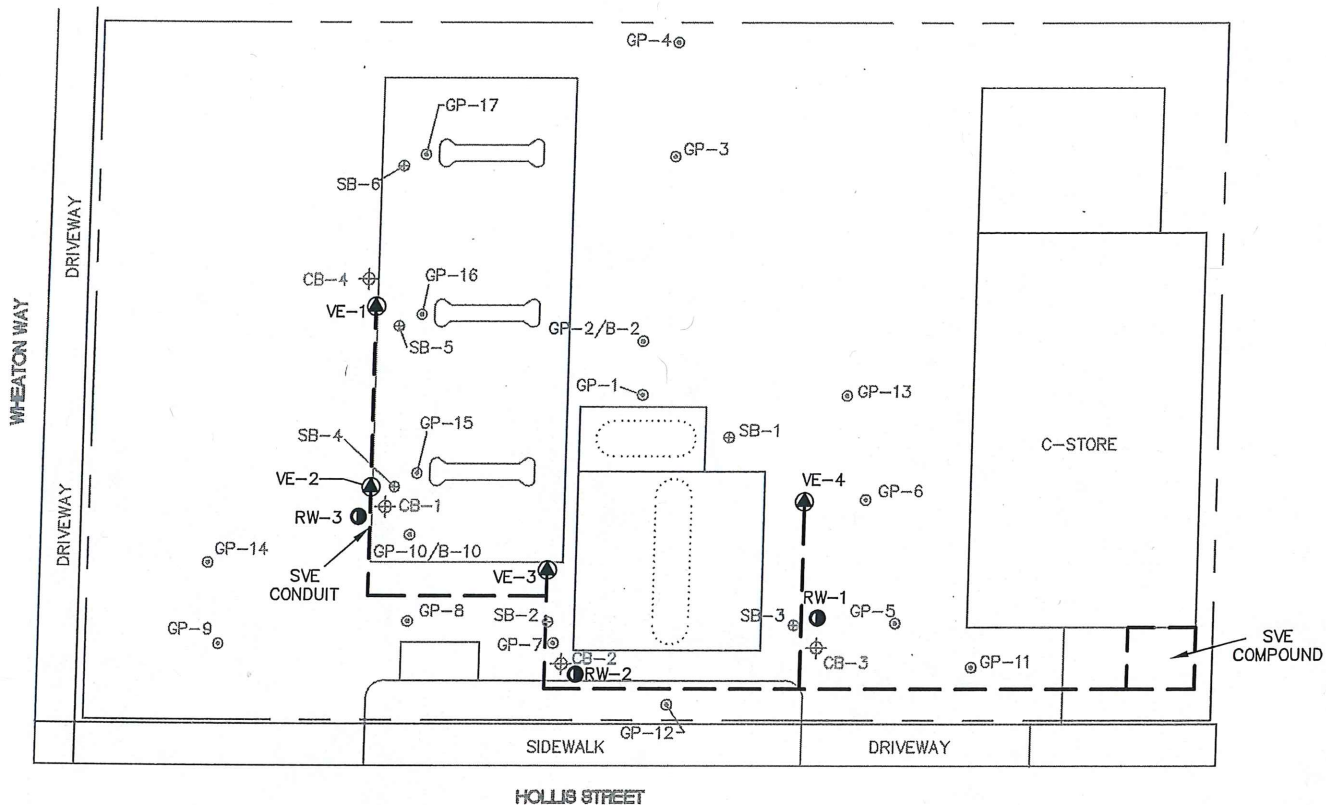 GP-4
GP-17
GP-3
SB-6
DRIVEWAY
CB-4
GP-16
VE-1
WHEATON WAY
SB-5
GP-2/B-2
GP-1
GP-13
SB-4
GP-15
SB-1
C-STORE
VE-2
VE-4
GP-6
CB-1
RW-3
DRIVEWAY
GP-14
GP-10/B-10
SVE
CONDUIT
VE-3
GP-8
SB-2
SB-3
RW-1
GP-5
GP-9
GP-7
CB-2
CB-3
SVE
COMPOUND
RW-2
GP-11
GP-12
SIDEWALK
DRIVEWAY
HOLLIS STREET